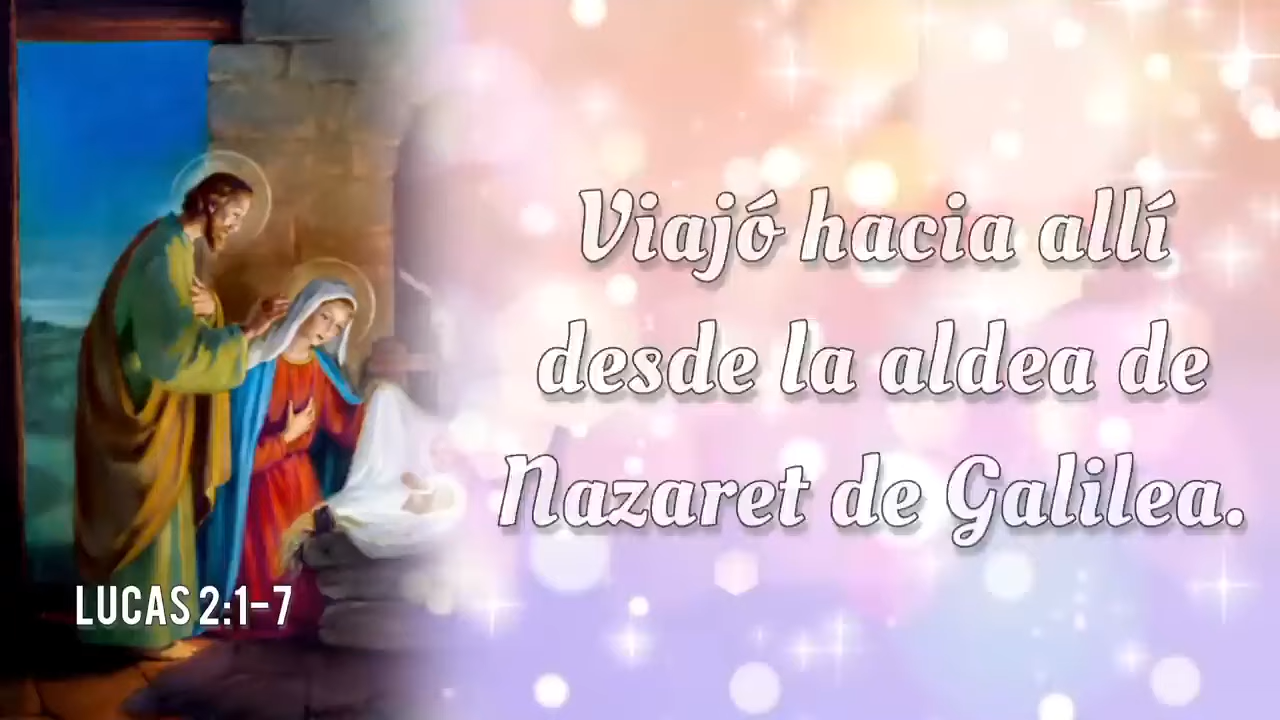 Viajó hacia allí
desde la aldea de
Nazaret de Galilea.
LUCAS 2:1-7